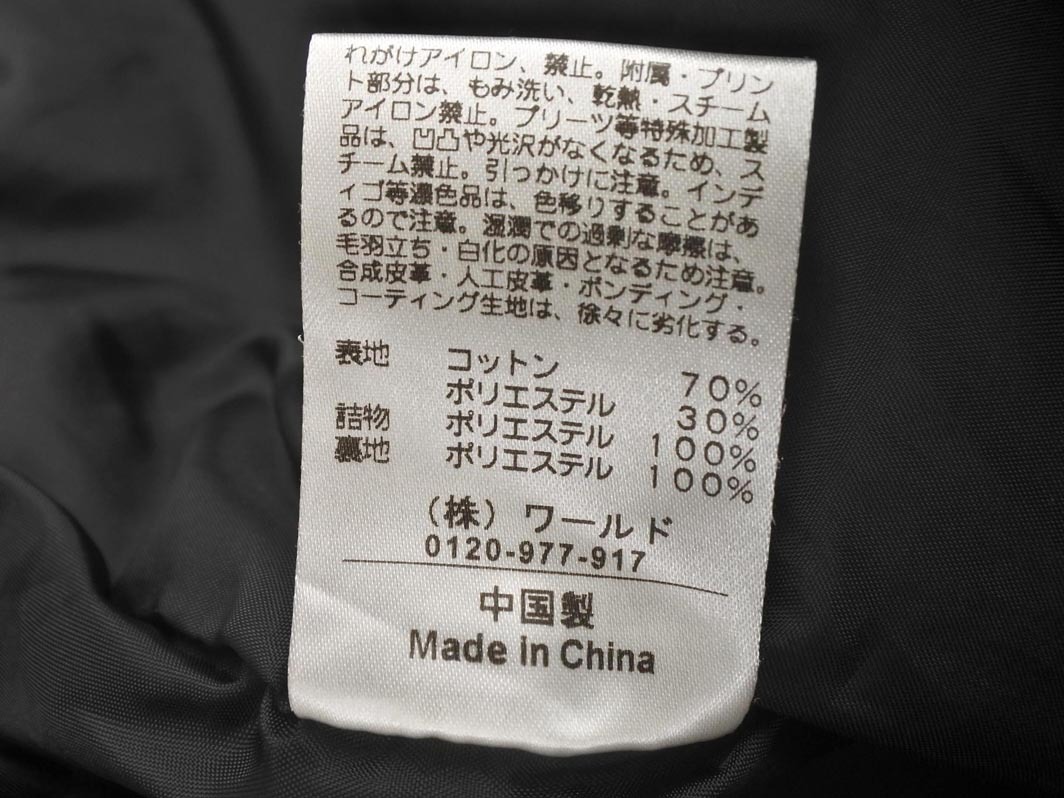 れがけアイロン、禁止。附属・プリン
ト部分は、もみ洗い、乾熱・スチーム
アイロン禁止。プリーツ等特殊加工製
品は、凹凸や光沢がなくなるため、ス
チーム禁止。引っかけに注意。インデ
ィゴ等濃色品は、色移りすることがあ
るので注意。湿潤での過剰な摩擦は、
毛羽立ち・白化の原因となるため注意。
合成皮革・人工皮革・ボンディング・
コーティング生地は、徐々に劣化する。
表地 コットン 70%
ポリエステル 30%
詰物 ポリエステル 100%
裏地 ポリエステル 100%
（株）ワールド
0120-977-917
中国製
Made in China